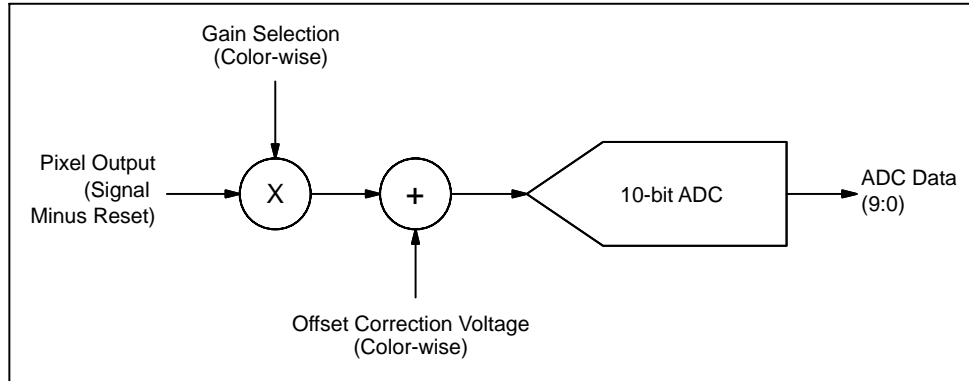 Gain Selection
(Color-wise)
Pixel Output
(Signal
Minus Reset)
X
+
10-bit ADC
ADC Data
(9:0)
Offset Correction Voltage
(Color-wise)